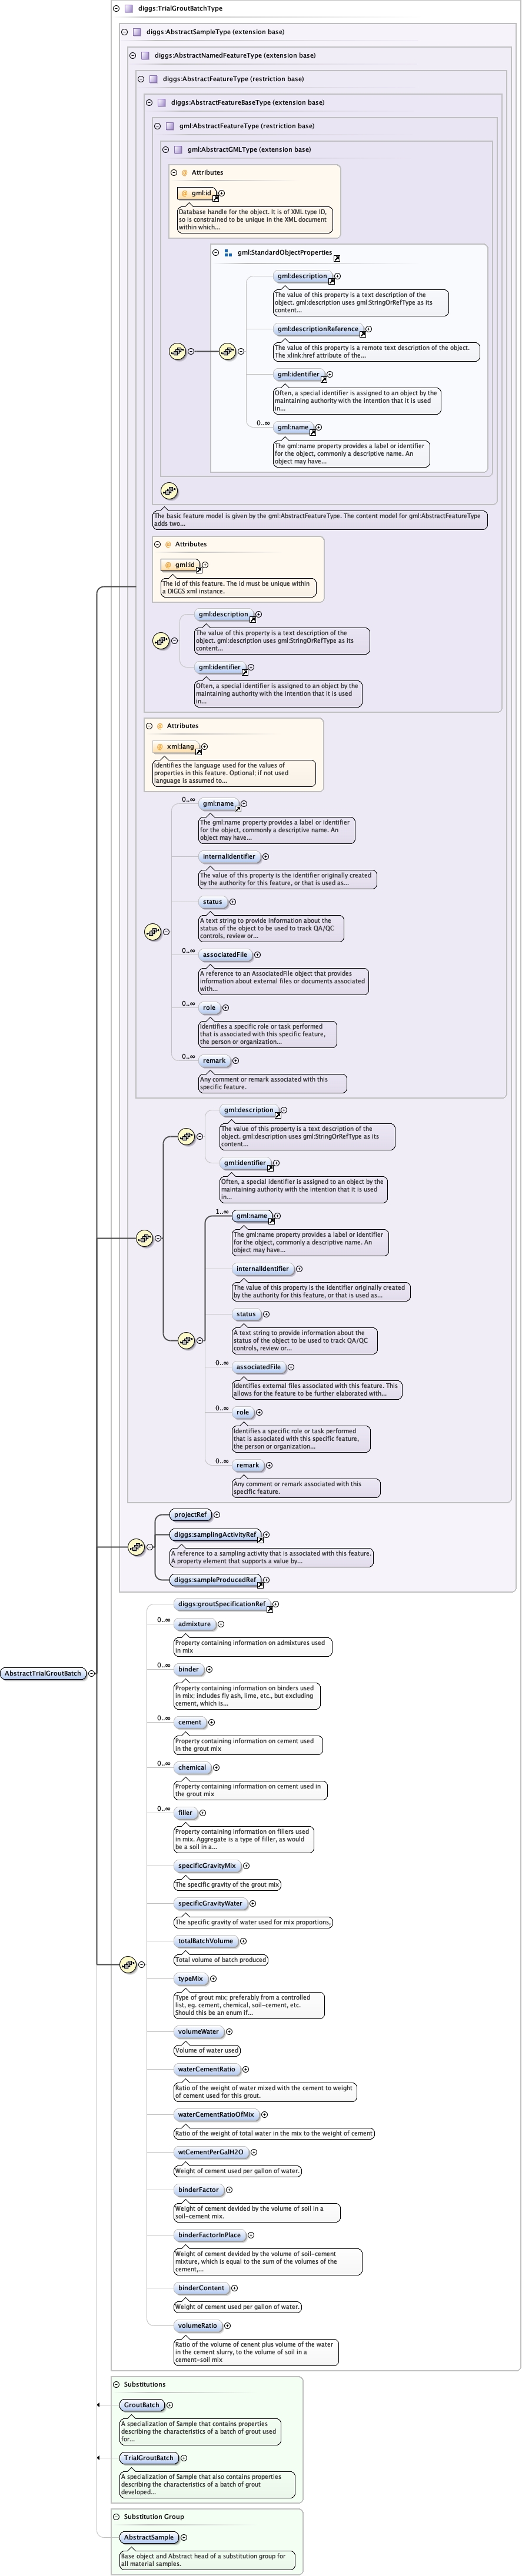 diggs:TrialGroutBatchType
diggs:AbstractSampleType (extension base)
diggs:AbstractNamedFeatureType (extension base)
diggs:AbstractFeatureType (restriction base)
diggs:AbstractFeatureBaseType (extension base)
gml:AbstractFeatureType (restriction base)
gml:AbstractGMLType (extension base)
Attributes
gml:id
Database handle for the object. It is of XML type ID,
so is constrained to be unique in the XML document
within which...
gml:StandardObjectProperties
gml:description
The value of this property is a text description of the
object. gml:description uses gml:StringOrRefType as its
content...
gml:descriptionReference
The value of this property is a remote text description of the object.
The xlink:href attribute of the...
gml:identifier
Often, a special identifier is assigned to an object by the
maintaining authority with the intention that it is used
in...
0..∞
gml:name
The gml:name property provides a label or identifier
for the object, commonly a descriptive name. An
object may have...
The basic feature model is given by the gml:AbstractFeatureType. The content model for gml:AbstractFeatureType
adds two...
Attributes
gml:id
The id of this feature. The id must be unique within
a DIGGS xml instance.
gml:description
The value of this property is a text description of the
object. gml:description uses gml:StringOrRefType as its
content...
gml:identifier
Often, a special identifier is assigned to an object by the
maintaining authority with the intention that it is used
in...
Attributes
xml:lang
Identifies the language used for the values of
properties in this feature. Optional; if not used
language is assumed to...
0..∞
gml:name
The gml:name property provides a label or identifier
for the object, commonly a descriptive name. An
object may have...
internalIdentifier
The value of this property is the identifier originally created
by the authority for this feature, or that is used as...
status
A text string to provide information about the
status of the object to be used to track QA/QC
controls, review or...
0..∞
associatedFile
A reference to an AssociatedFile object that provides
information about external files or documents associated
with...
0..∞
role
Identifies a specific role or task performed
that is associated with this specific feature,
the person or organization...
0..∞
remark
Any comment or remark associated with this
specific feature.
gml:description
The value of this property is a text description of the
object. gml:description uses gml:StringOrRefType as its
content...
gml:identifier
Often, a special identifier is assigned to an object by the
maintaining authority with the intention that it is used
in...
1..∞
gml:name
The gml:name property provides a label or identifier
for the object, commonly a descriptive name. An
object may have...
internalIdentifier
The value of this property is the identifier originally created
by the authority for this feature, or that is used as...
status
A text string to provide information about the
status of the object to be used to track QA/QC
controls, review or...
0..∞
associatedFile
Identifies external files associated with this feature. This
allows for the feature to be further elaborated with...
0..∞
role
Identifies a specific role or task performed
that is associated with this specific feature,
the person or organization...
0..∞
remark
Any comment or remark associated with this
specific feature.
projectRef
diggs:samplingActivityRef
A reference to a sampling activity that is associated with this feature.
A property element that supports a value by...
diggs:sampleProducedRef
AbstractTrialGroutBatch
diggs:groutSpecificationRef
0..∞
admixture
Property containing information on admixtures used
in mix
0..∞
binder
Property containing information on binders used
in mix; includes fly ash, lime, etc., but excluding
cement, which is...
0..∞
cement
Property containing information on cement used
in the grout mix
0..∞
chemical
Property containing information on cement used in
the grout mix
0..∞
filler
Property containing information on fillers used
in mix. Aggregate is a type of filler, as would
be a soil in a...
specificGravityMix
The specific gravity of the grout mix
specificGravityWater
The specific gravity of water used for mix proportions,
totalBatchVolume
Total volume of batch produced
typeMix
Type of grout mix; preferably from a controlled
list, eg. cement, chemical, soil-cement, etc.
Should this be an enum if...
volumeWater
Volume of water used
waterCementRatio
Ratio of the weight of water mixed with the cement to weight
of cement used for this grout.
waterCementRatioOfMix
Ratio of the weight of total water in the mix to the weight of cement
wtCementPerGalH2O
Weight of cement used per gallon of water.
binderFactor
Weight of cement devided by the volume of soil in a
soil-cement mix.
binderFactorInPlace
Weight of cement devided by the volume of soil-cement
mixture, which is equal to the sum of the volumes of the
cement,...
binderContent
Weight of cement used per gallon of water.
volumeRatio
Ratio of the volume of cenent plus volume of the water
in the cement slurry, to the volume of soil in a
cement-soil mix
Substitutions
GroutBatch
A specialization of Sample that contains properties
describing the characteristics of a batch of grout used
for...
TrialGroutBatch
A specialization of Sample that also contains properties
describing the characteristics of a batch of grout
developed...
Substitution Group
AbstractSample
Base object and Abstract head of a substitution group for
all material samples.